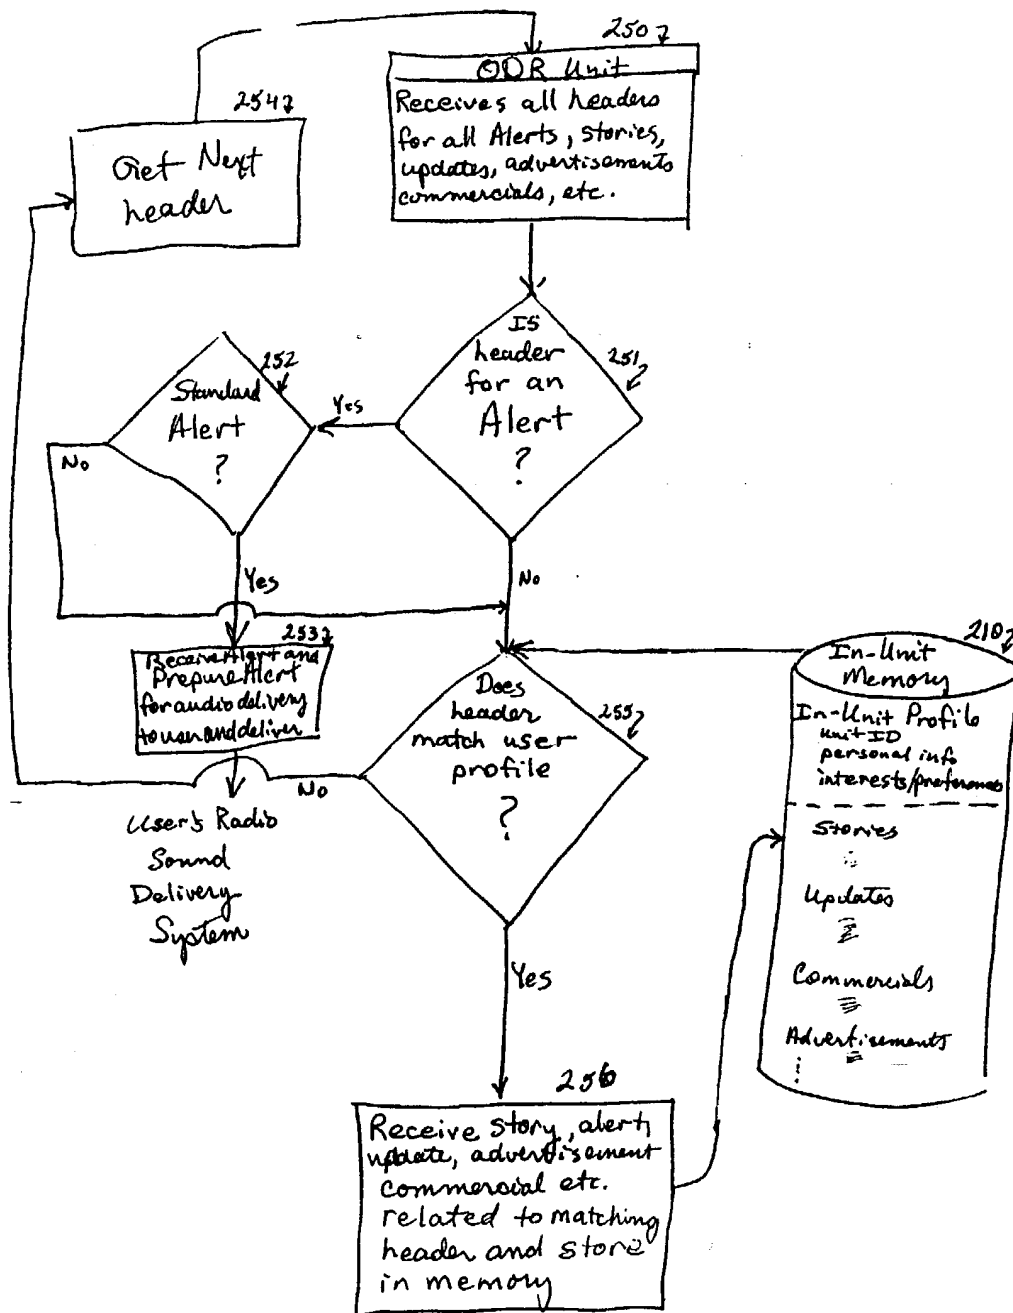 250
ODR Unit
Receives all headers
for all Alerts, stories,
updates, advertisements
commercials, etc.
254
Get Next
header
Is
header
for an
Alert
?
251
Yes
No
252
Standard
Alert
?
No
Yes
253
Receive Alert and
Prepare Alert
for audio delivery
to user and deliver
User's Radio
Sound
Delivery
System
Does
header
match user
profile
?
255
No
Yes
210
In-Unit
Memory
In-Unit Profile
unit ID
personal info
interests/preferences
Stories
Updates
Commercials
Advertisements
256
Receive story, alert,
update, advertisement
commercial etc.
related to matching
header and store
in memory